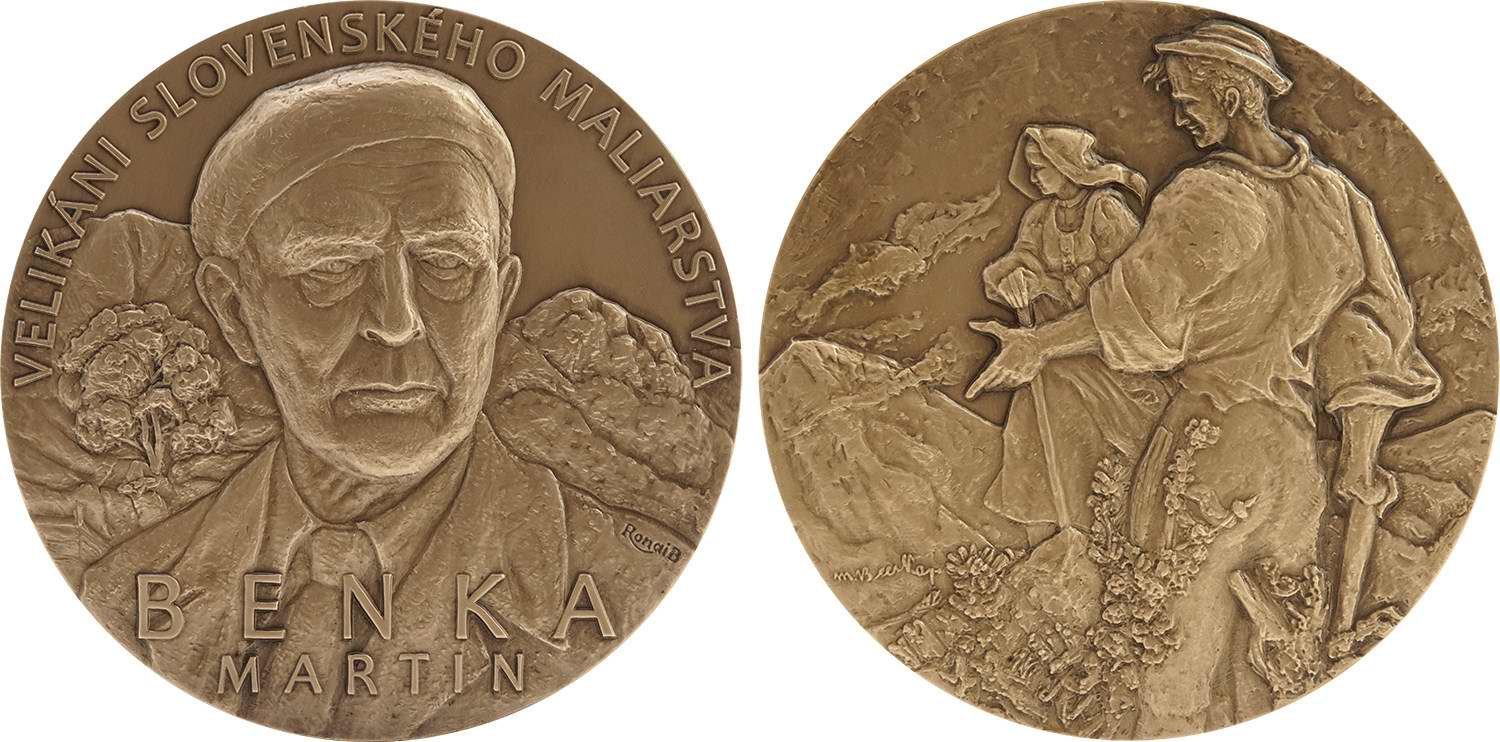 VELIKÁNI SLOVENSKÉHO MALIARSTVA
RonaiB
BENKA
MARTIN